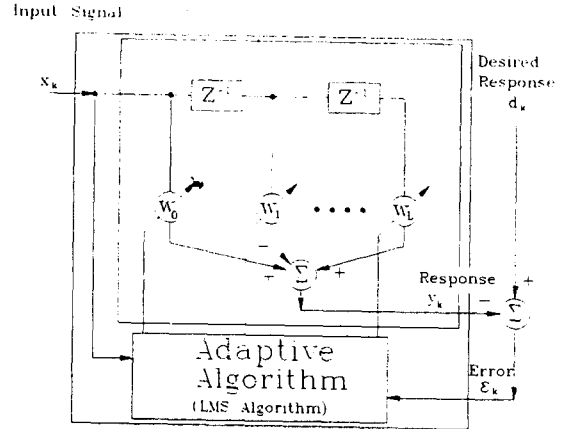 Input Signal
Desired
Response
d_k
x_k
Z^-1
Z^-1
W_0
W_1
W_L
−
+
Σ
+
Response
y_k
−
+
Σ
Adaptive
Algorithm
(LMS Algorithm)
Error
ε_k